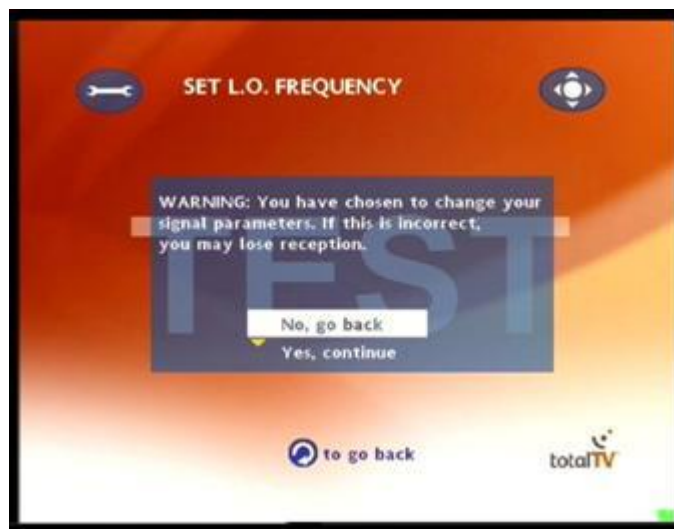 SET L.O. FREQUENCY
WARNING: You have chosen to change your
signal parameters. If this is incorrect,
you may lose reception.
TEST
No, go back
Yes, continue
to go back
totalTV